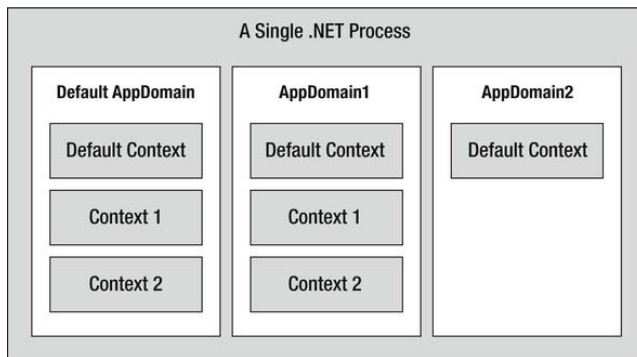 A Single .NET Process
Default AppDomain
Default Context
Context 1
Context 2
AppDomain1
Default Context
Context 1
Context 2
AppDomain2
Default Context